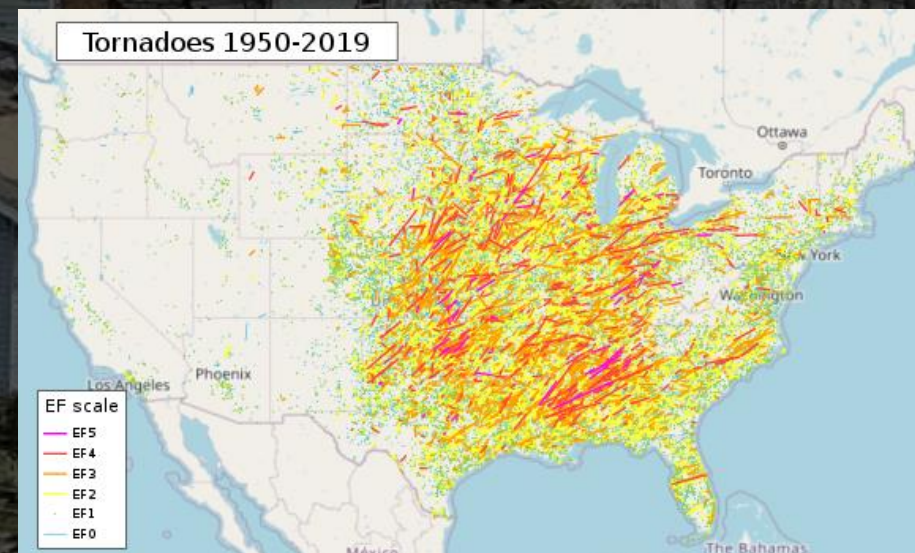 Tornadoes 1950-2019
Ottawa
Toronto
York
Washington
Phoenix
Los Angeles
EF scale
EF5
EF4
EF3
EF2
EF1
EF0
México
The Bahamas